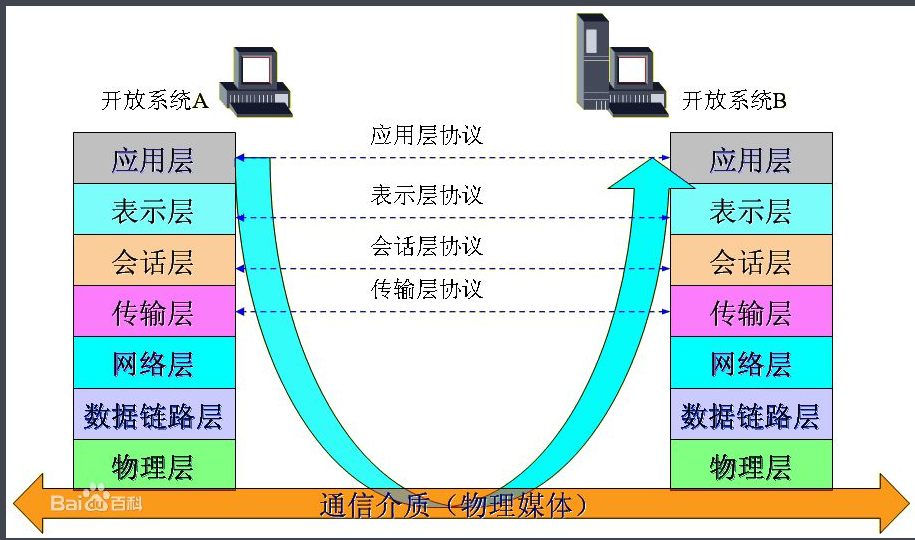 开放系统A
开放系统B
应用层协议
应用层
应用层
表示层协议
表示层
表示层
会话层协议
会话层
会话层
传输层协议
传输层
传输层
网络层
网络层
数据链路层
数据链路层
物理层
物理层
Bai百科
通信介质（物理媒体）